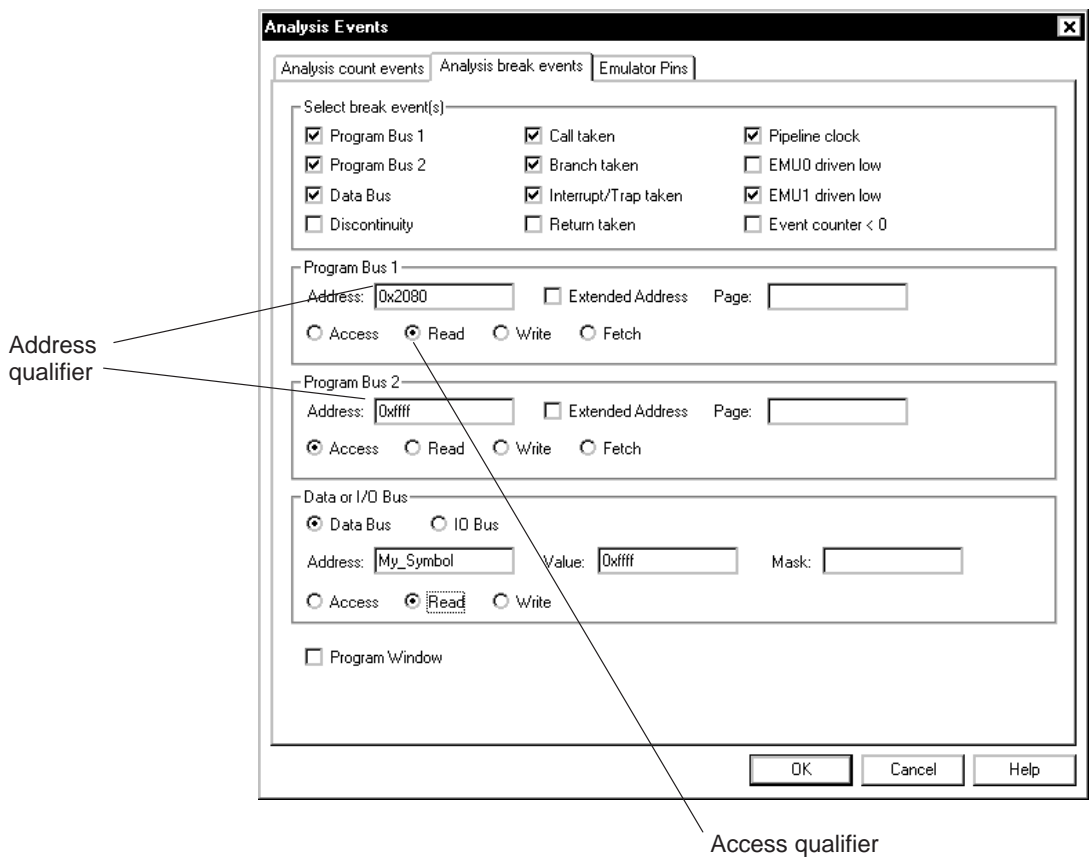 Analysis Events
Analysis count events Analysis break events Emulator Pins
Select break event(s)
Program Bus 1 Call taken Pipeline clock
Program Bus 2 Branch taken EMU0 driven low
Data Bus Interrupt/Trap taken EMU1 driven low
Discontinuity Return taken Event counter < 0
Program Bus 1
Address: 0x2080 Extended Address Page:
Access Read Write Fetch
Address
qualifier
Program Bus 2
Address: 0xffff Extended Address Page:
Access Read Write Fetch
Data or I/O Bus
Data Bus IO Bus
Address: My_Symbol Value: 0xffff Mask:
Access Read Write
Program Window
OK Cancel Help
Access qualifier